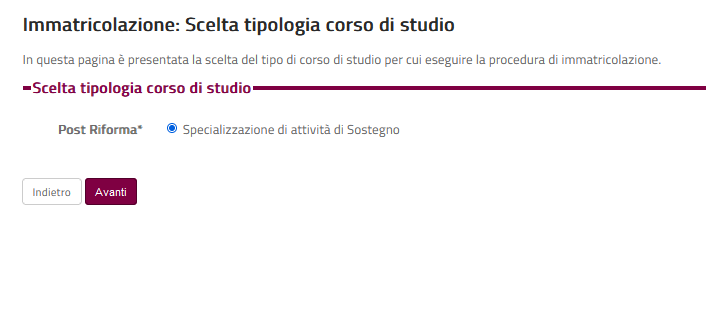 Immatricolazione: Scelta tipologia corso di studio
In questa pagina è presentata la scelta del tipo di corso di studio per cui eseguire la procedura di immatricolazione.
Scelta tipologia corso di studio
Post Riforma* Specializzazione di attività di Sostegno
Indietro Avanti